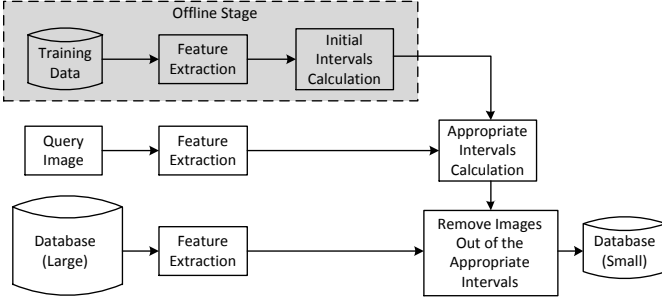 Offline Stage
Training
Data
Feature
Extraction
Initial
Intervals
Calculation
Query
Image
Feature
Extraction
Appropriate
Intervals
Calculation
Database
(Large)
Feature
Extraction
Remove Images
Out of the
Appropriate
Intervals
Database
(Small)